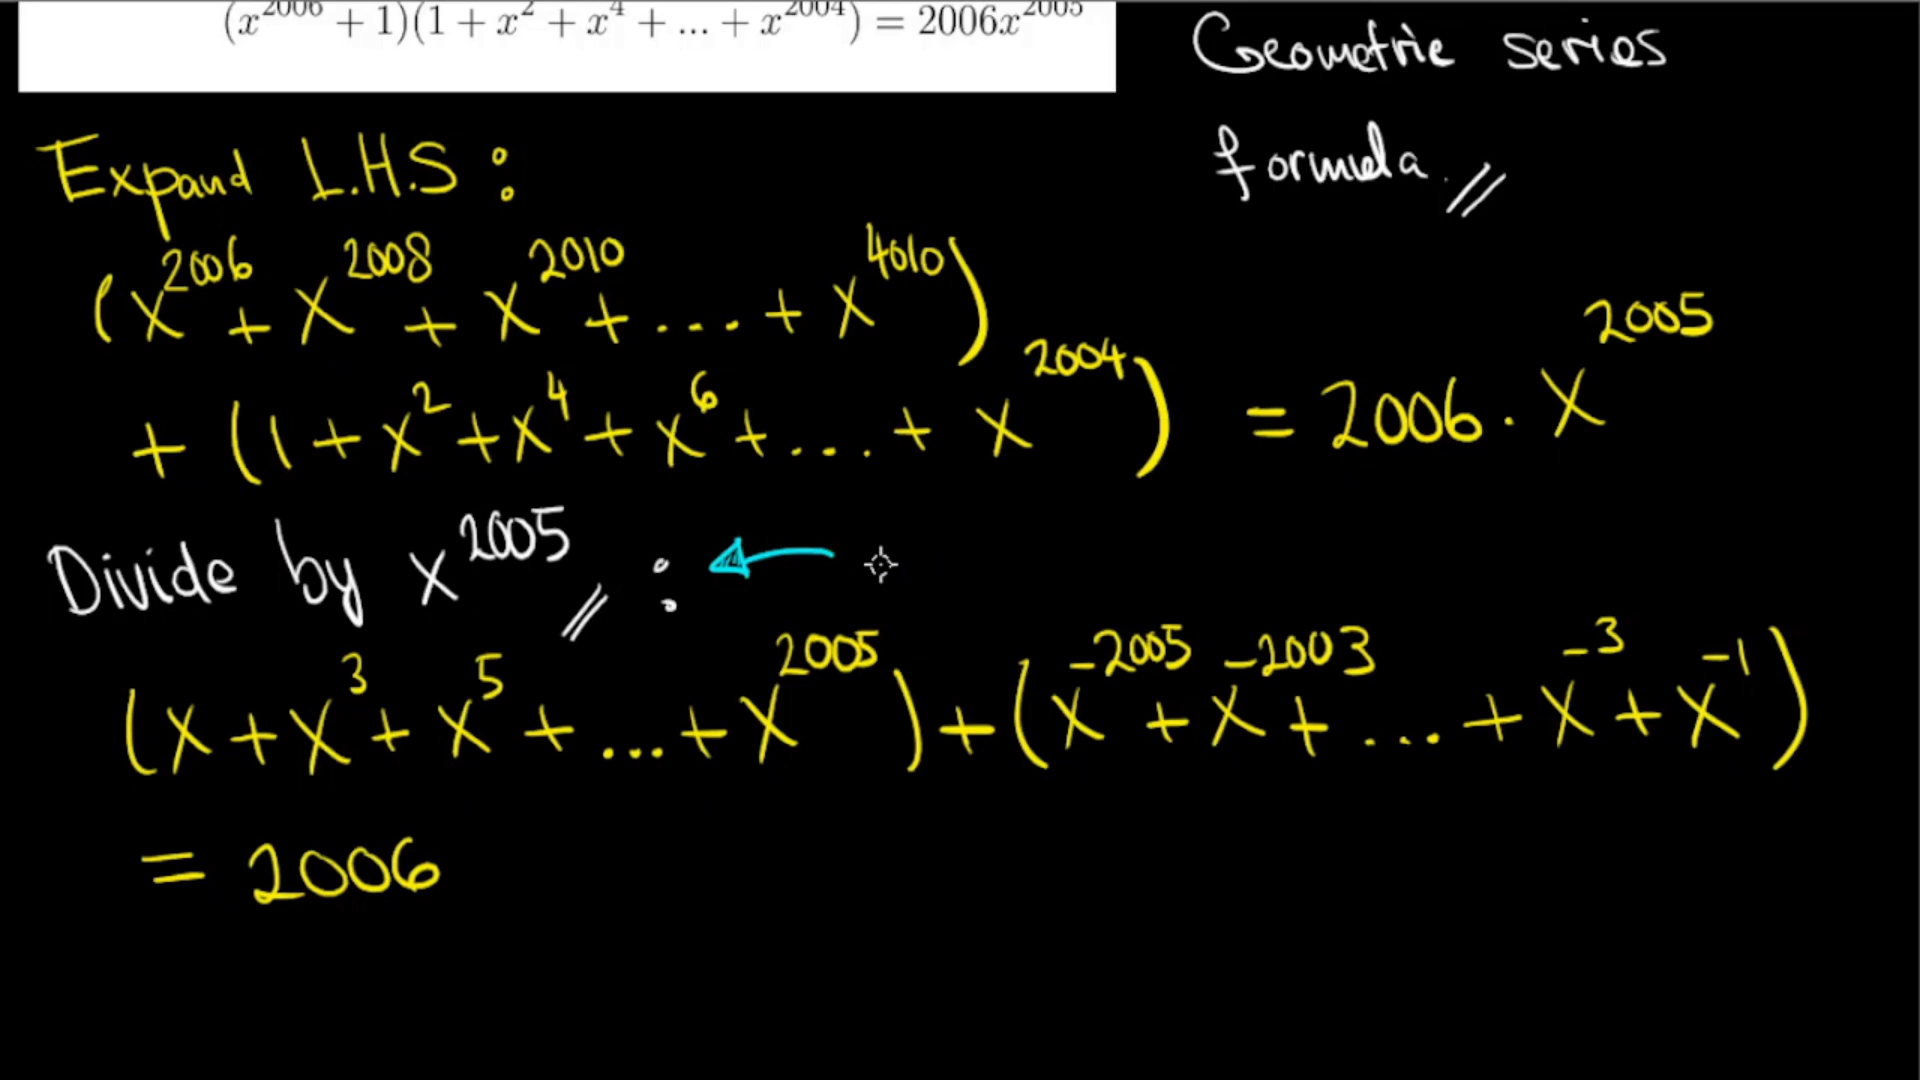 (x^2006 + 1)(1 + x^2 + x^4 + ... + x^2004) = 2006x^2005
Geometric series
formula. //
Expand L.H.S :
(x^2006 + x^2008 + x^2010 + ... + x^4010)
+ (1 + x^2 + x^4 + x^6 + ... + x^2004) = 2006 . x^2005
Divide by x^2005 // :
(x + x^3 + x^5 + ... + x^2005) + (x^-2005 + x^-2003 + ... + x^-3 + x^-1)
= 2006